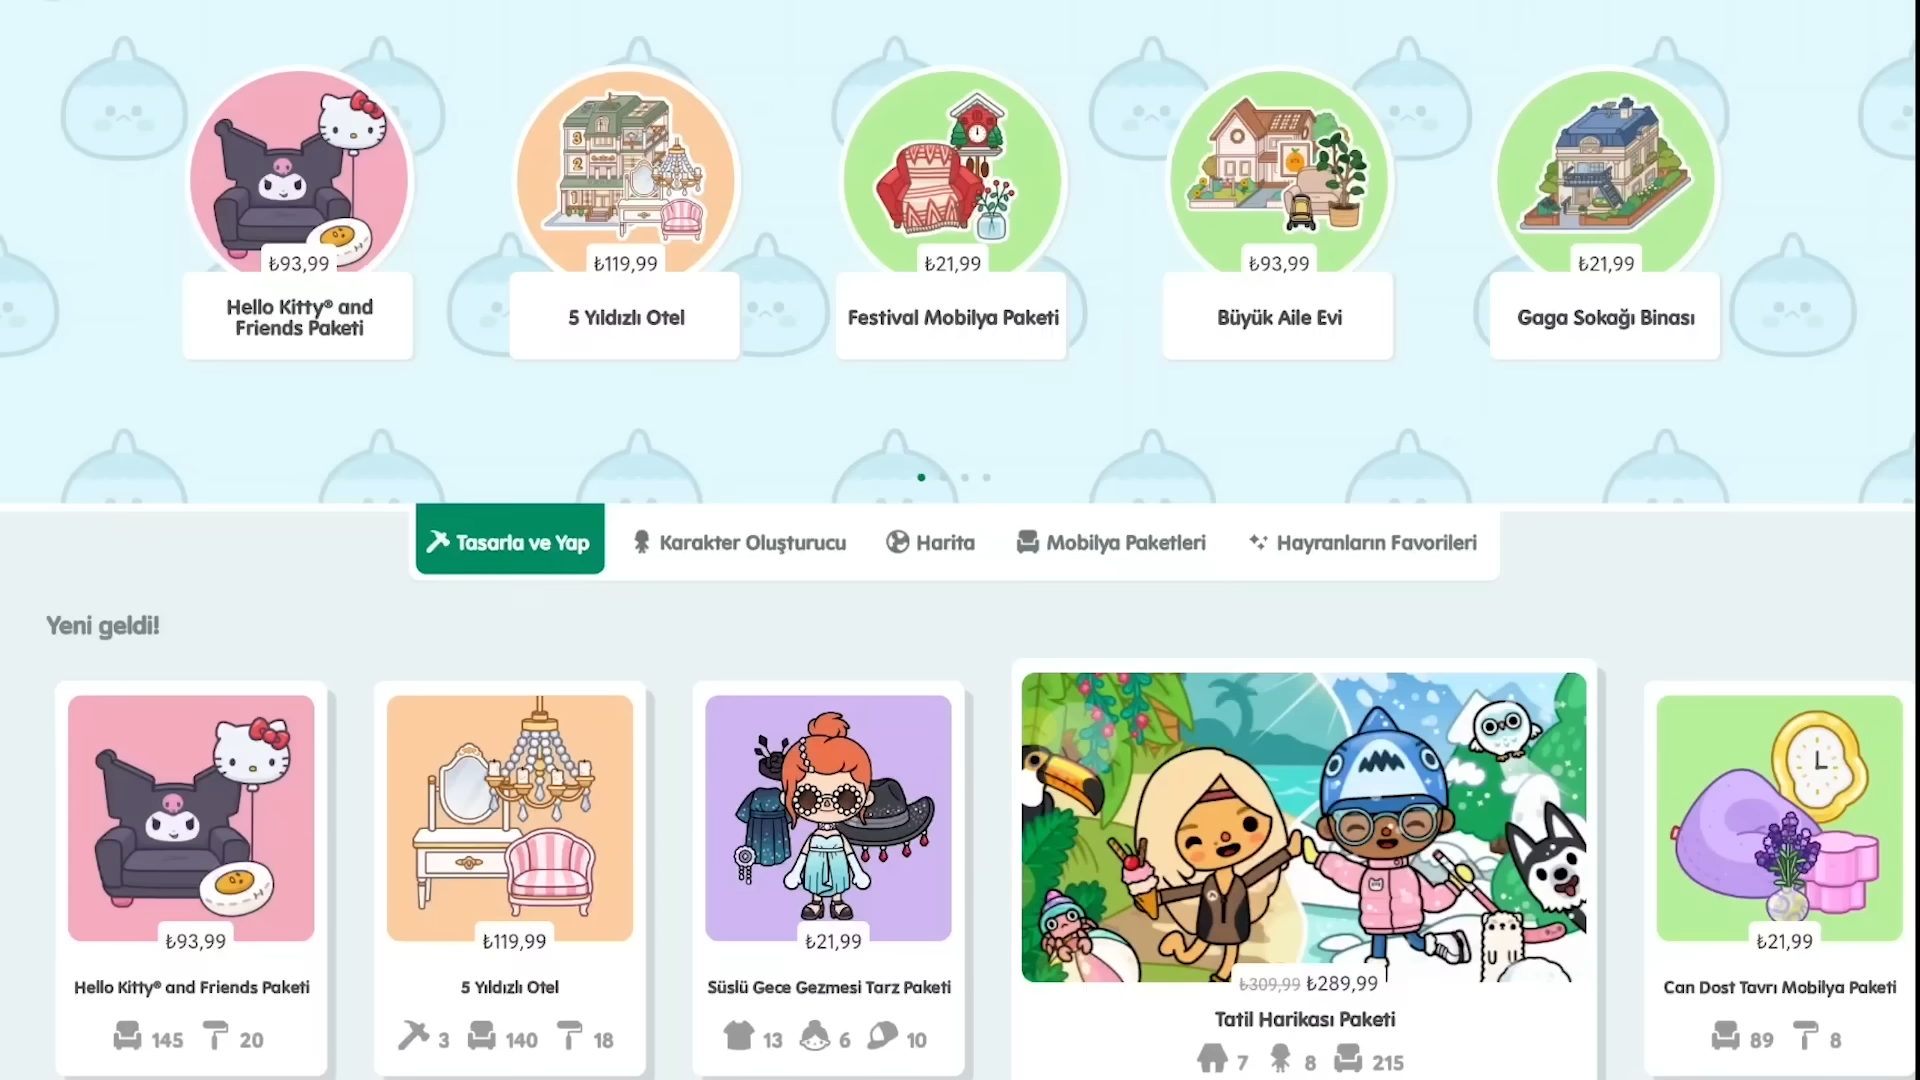 ₺93,99
₺119,99
₺21,99
₺93,99
₺21,99
Hello Kitty® and
Friends Paketi
5 Yıldızlı Otel
Festival Mobilya Paketi
Büyük Aile Evi
Gaga Sokağı Binası
Tasarla ve Yap
Karakter Oluşturucu
Harita
Mobilya Paketleri
Hayranların Favorileri
Yeni geldi!
₺93,99
Hello Kitty® and Friends Paketi
145 20
₺119,99
5 Yıldızlı Otel
3 140 18
₺21,99
Süslü Gece Gezmesi Tarz Paketi
13 6 10
₺309,99 ₺289,99
Tatil Harikası Paketi
7 8 215
₺21,99
Can Dost Tavrı Mobilya Paketi
89 8